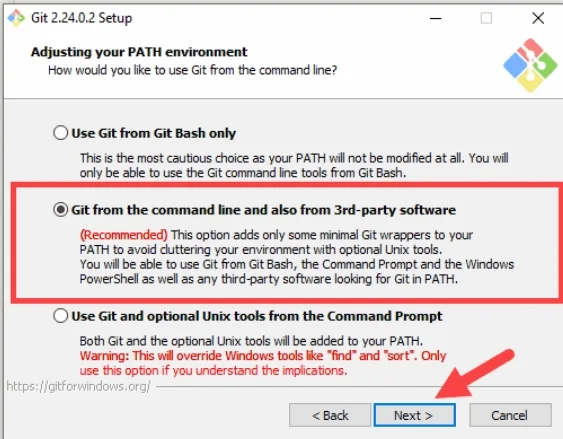 Git 2.24.0.2 Setup
Adjusting your PATH environment
How would you like to use Git from the command line?
Use Git from Git Bash only
This is the most cautious choice as your PATH will not be modified at all. You will
only be able to use the Git command line tools from Git Bash.
Git from the command line and also from 3rd-party software
(Recommended) This option adds only some minimal Git wrappers to your
PATH to avoid cluttering your environment with optional Unix tools.
You will be able to use Git from Git Bash, the Command Prompt and the Windows
PowerShell as well as any third-party software looking for Git in PATH.
Use Git and optional Unix tools from the Command Prompt
Both Git and the optional Unix tools will be added to your PATH.
Warning: This will override Windows tools like "find" and "sort". Only
use this option if you understand the implications.
https://gitforwindows.org/
< Back Next > Cancel